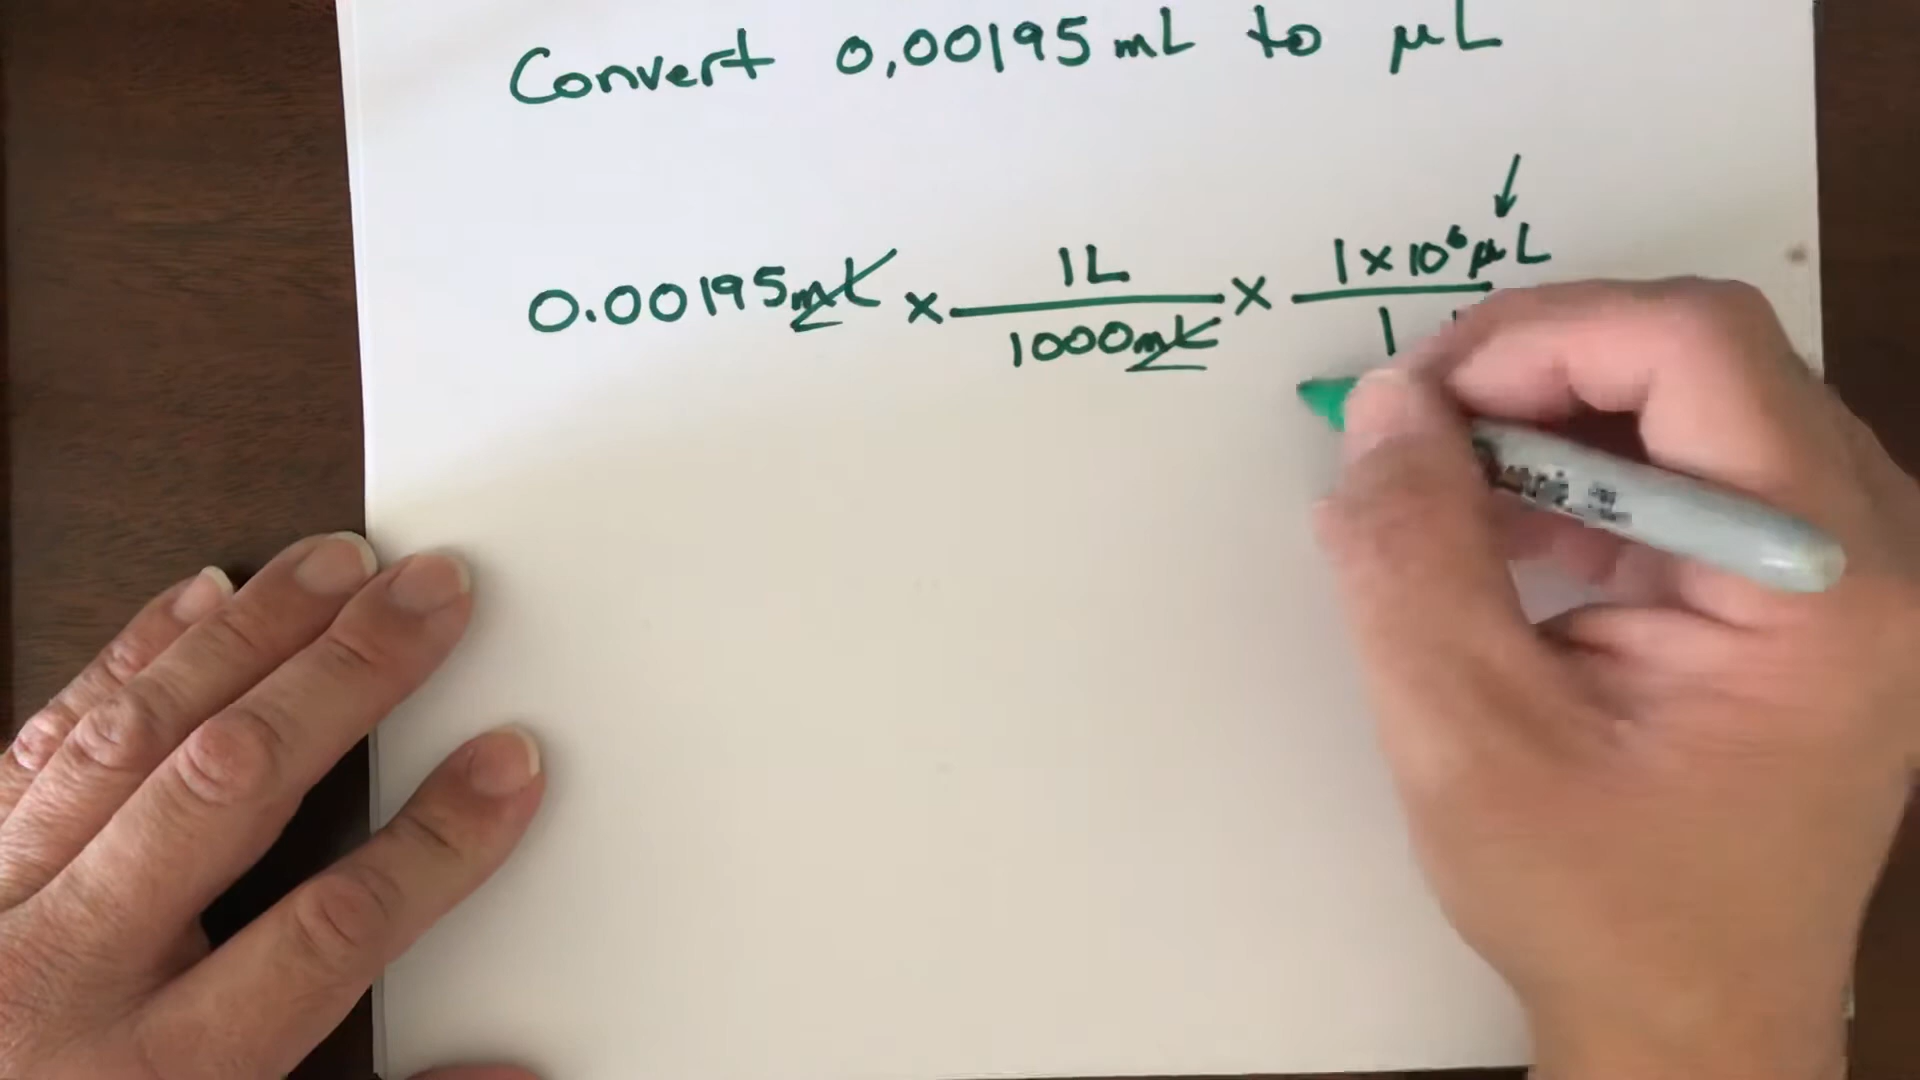 Convert 0.00195 mL to μL
0.00195 mL × 1L / 1000 mL × 1 × 10⁶ μL / 1